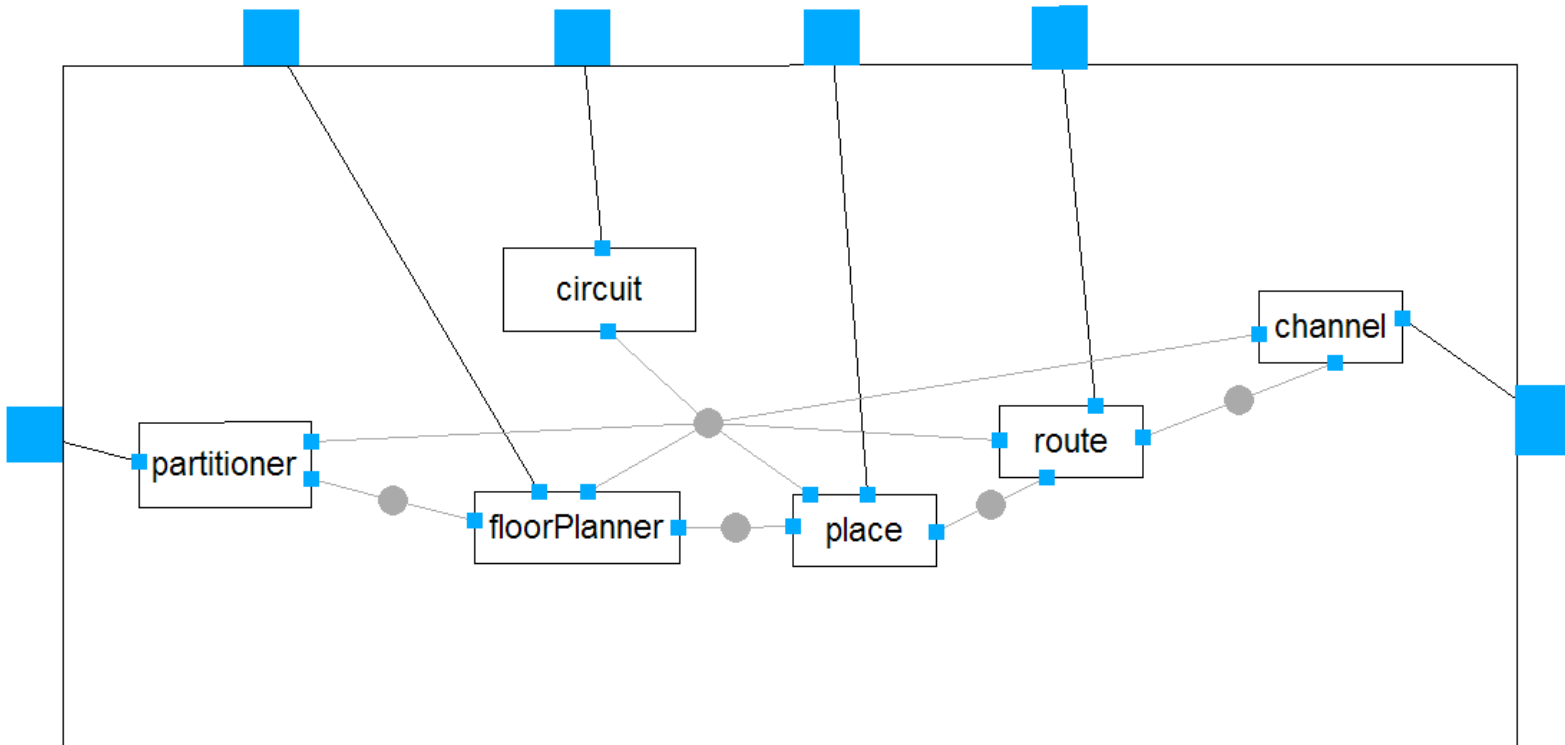 circuit
channel
partitioner
route
floorPlanner
place